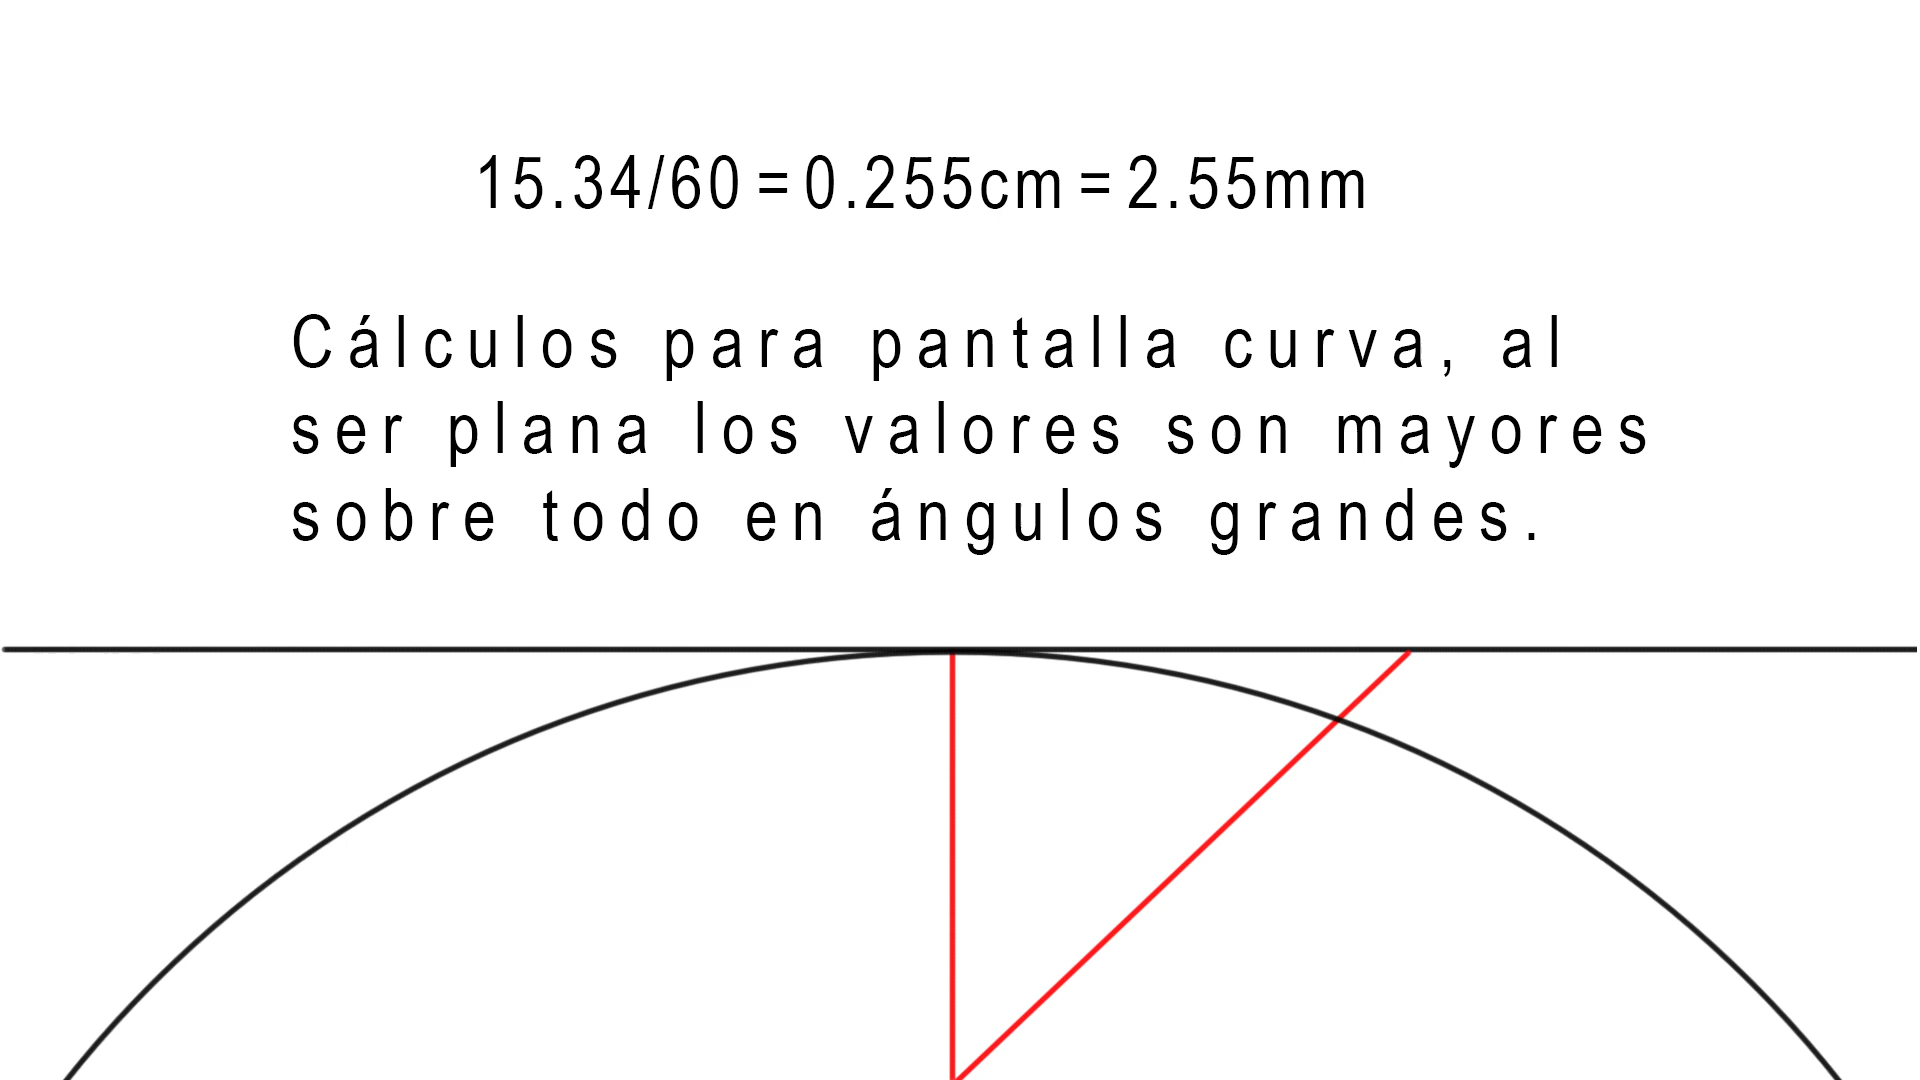 15.34/60 = 0.255cm = 2.55mm
Cálculos para pantalla curva, al
ser plana los valores son mayores
sobre todo en ángulos grandes.